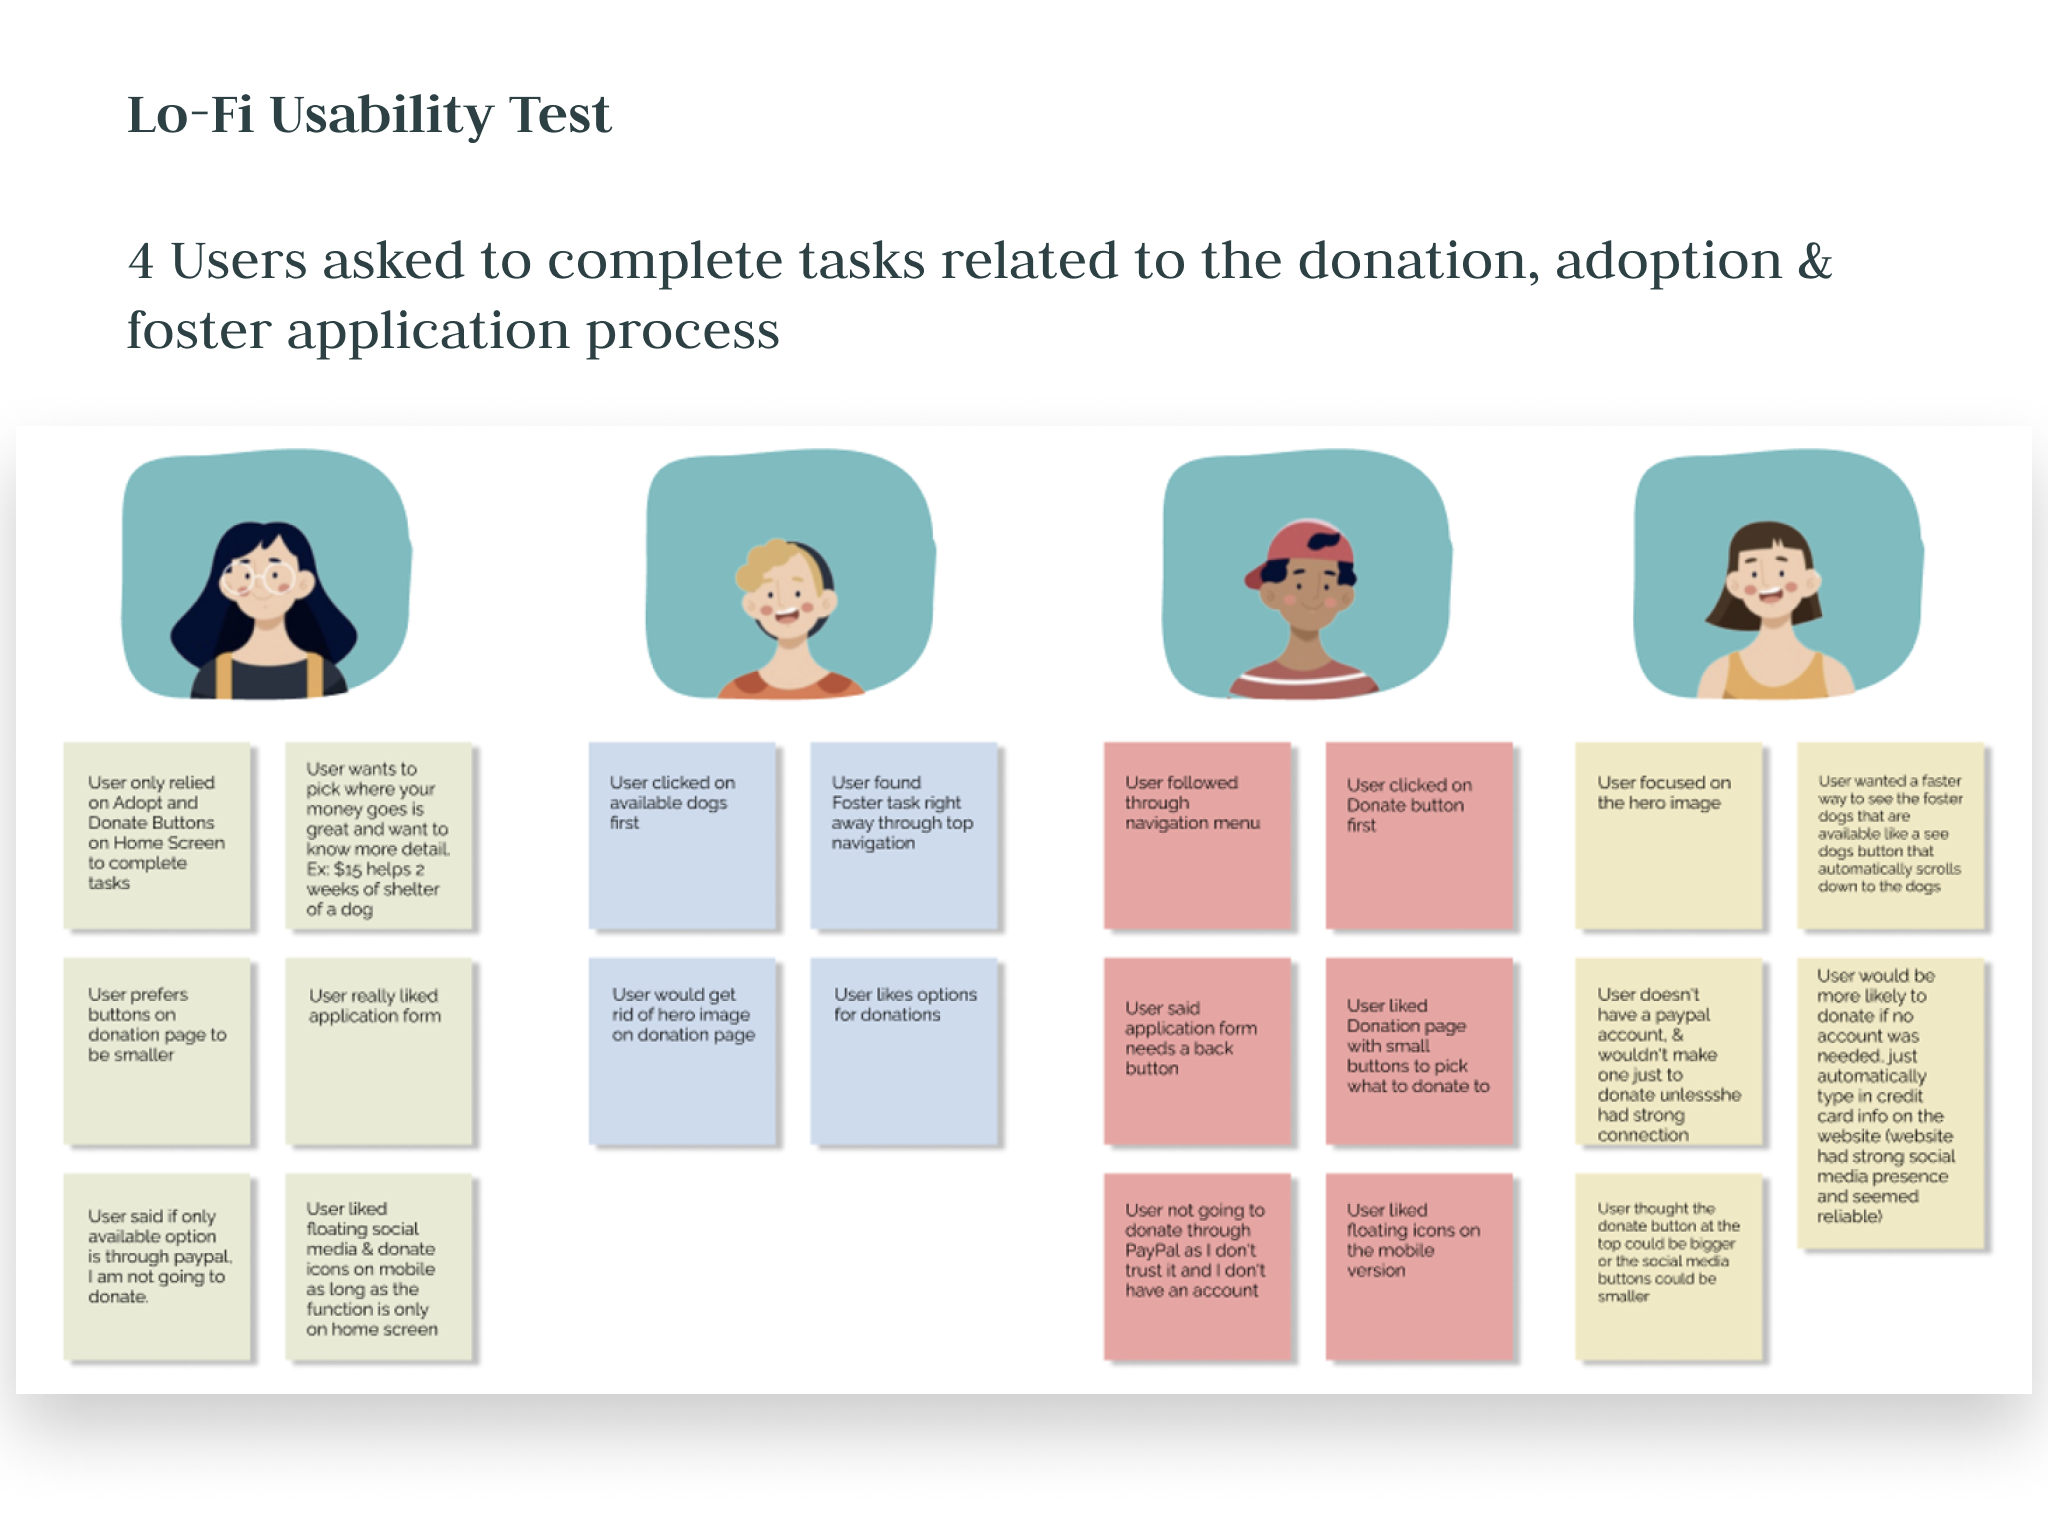 Lo-Fi Usability Test
4 Users asked to complete tasks related to the donation, adoption &
foster application process
User only relied
on Adopt and
Donate Buttons
on Home Screen
to complete
tasks
User wants to
pick where your
money goes is
great and want to
know more detail.
Ex: $15 helps 2
weeks of shelter
of a dog
User prefers
buttons on
donation page to
be smaller
User really liked
application form
User said if only
available option
is through paypal,
I am not going to
donate.
User liked
floating social
media & donate
icons on mobile
as long as the
function is only
on home screen
User clicked on
available dogs
first
User found
Foster task right
away through top
navigation
User would get
rid of hero image
on donation page
User likes options
for donations
User followed
through
navigation menu
User clicked on
Donate button
first
User said
application form
needs a back
button
User liked
Donation page
with small
buttons to pick
what to donate to
User not going to
donate through
PayPal as I don't
trust it and I don't
have an account
User liked
floating icons on
the mobile
version
User focused on
the hero image
User wanted a faster
way to see the foster
dogs that are
available like a see
dogs button that
automatically scrolls
down to the dogs
User doesn't
have a paypal
account, &
wouldn't make
one just to
donate unlessshe
had strong
connection
User would be
more likely to
donate if no
account was
needed, just
automatically
type in credit
card info on the
website (website
had strong social
media presence
and seemed
reliable)
User thought the
donate button at the
top could be bigger
or the social media
buttons could be
smaller